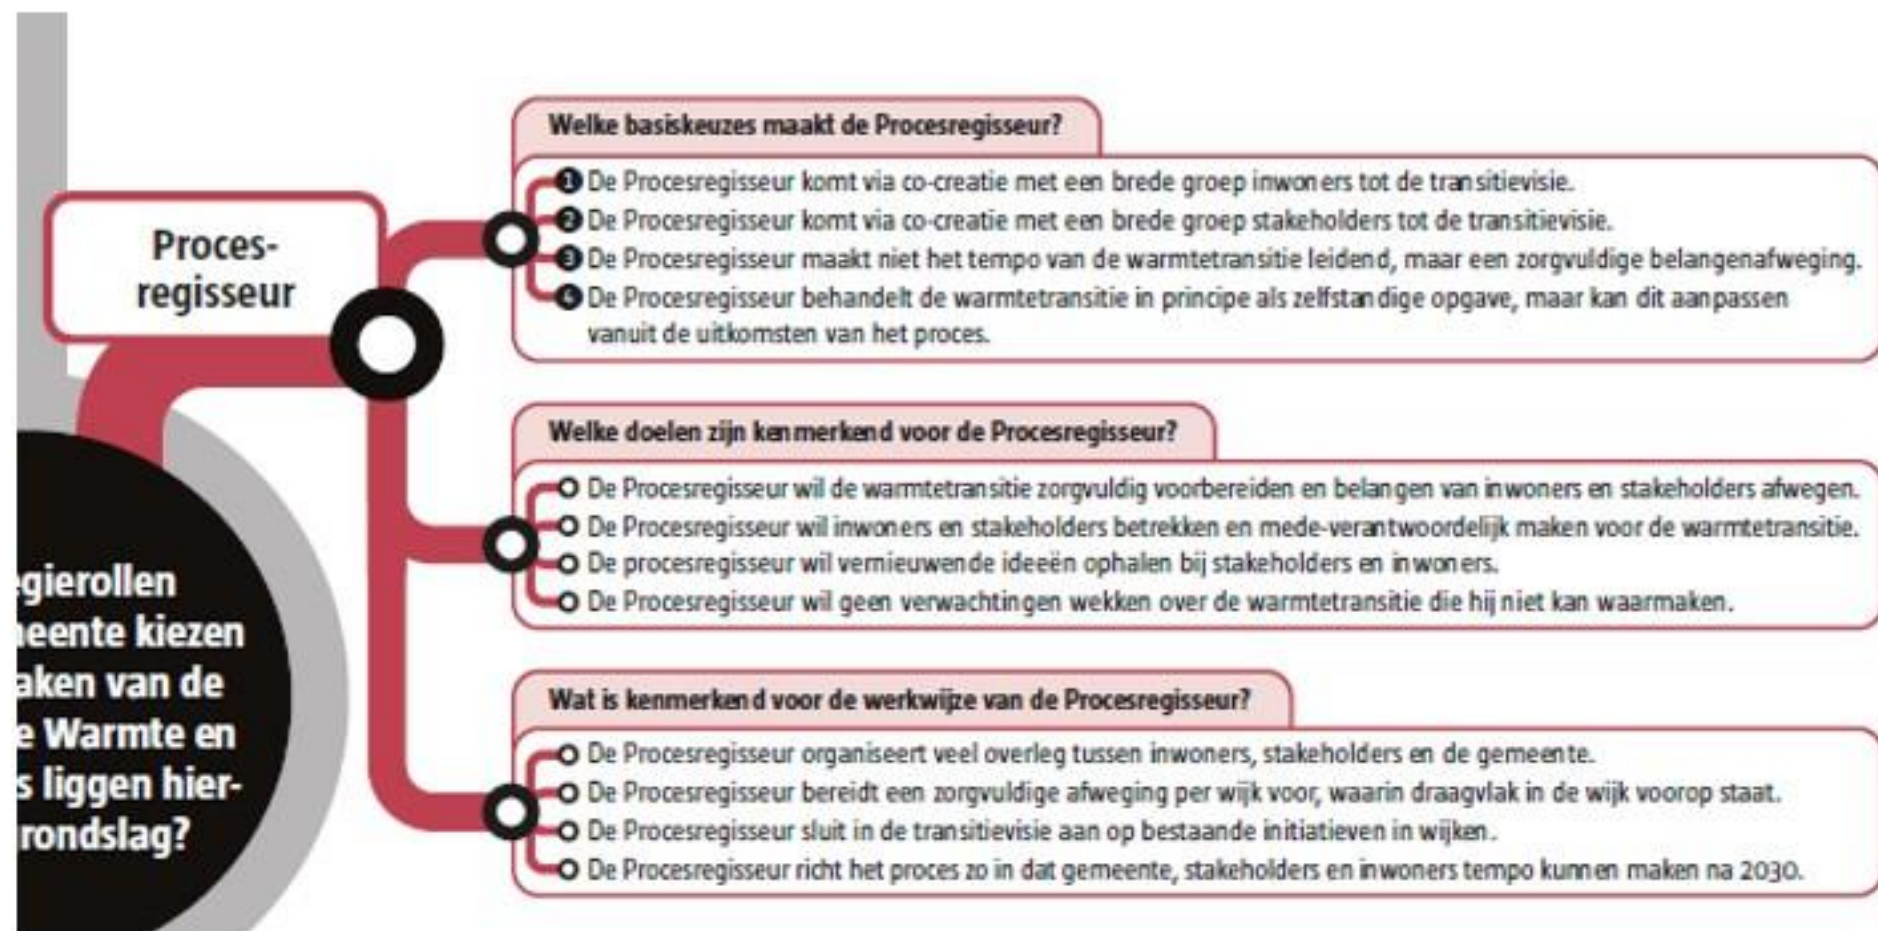 Proces-
regisseur
Welke basiskeuzes maakt de Procesregisseur?
1 De Procesregisseur komt via co-creatie met een brede groep inwoners tot de transitievisie.
2 De Procesregisseur komt via co-creatie met een brede groep stakeholders tot de transitievisie.
3 De Procesregisseur maakt niet het tempo van de warmtetransitie leidend, maar een zorgvuldige belangenafweging.
4 De Procesregisseur behandelt de warmtetransitie in principe als zelfstandige opgave, maar kan dit aanpassen
vanuit de uitkomsten van het proces.
Welke doelen zijn kenmerkend voor de Procesregisseur?
De Procesregisseur wil de warmtetransitie zorgvuldig voorbereiden en belangen van inwoners en stakeholders afwegen.
De Procesregisseur wil inwoners en stakeholders betrekken en mede-verantwoordelijk maken voor de warmtetransitie.
De procesregisseur wil vernieuwende ideeën ophalen bij stakeholders en inwoners.
De Procesregisseur wil geen verwachtingen wekken over de warmtetransitie die hij niet kan waarmaken.
Wat is kenmerkend voor de werkwijze van de Procesregisseur?
De Procesregisseur organiseert veel overleg tussen inwoners, stakeholders en de gemeente.
De Procesregisseur bereidt een zorgvuldige afweging per wijk voor, waarin draagvlak in de wijk voorop staat.
De Procesregisseur sluit in de transitievisie aan op bestaande initiatieven in wijken.
De Procesregisseur richt het proces zo in dat gemeente, stakeholders en inwoners tempo kunnen maken na 2030.
egierollen
eente kiezen
aken van de
e Warmte en
s liggen hier-
rondslag?